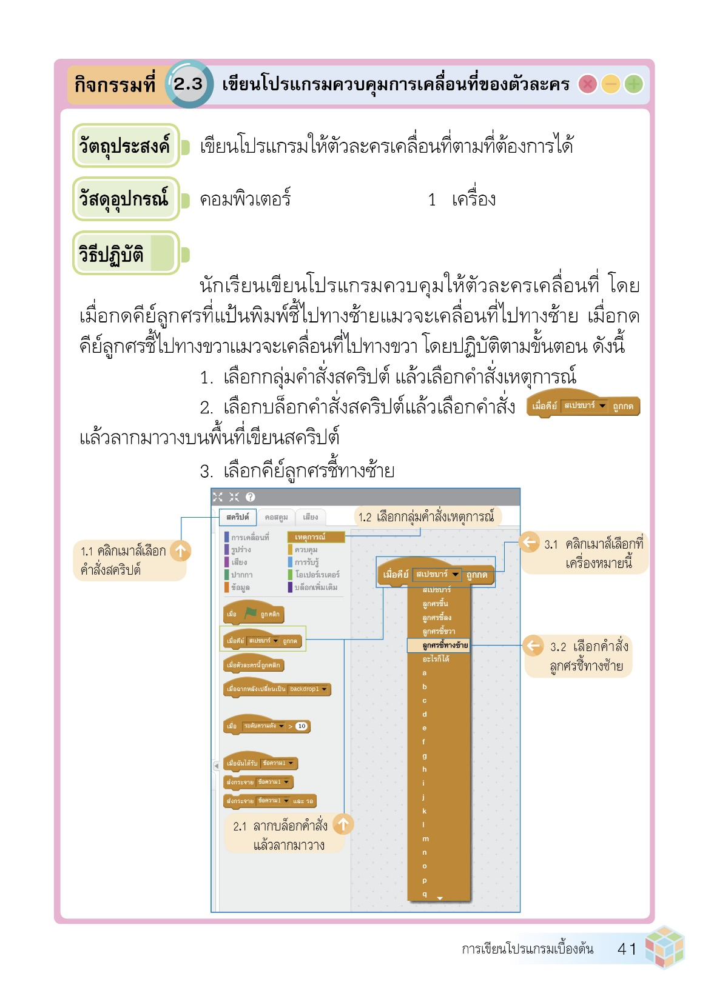 กิจกรรมที่ 2.3 เขียนโปรแกรมควบคุมการเคลื่อนที่ของตัวละคร
วัตถุประสงค์ เขียนโปรแกรมให้ตัวละครเคลื่อนที่ตามที่ต้องการได้
วัสดุอุปกรณ์ คอมพิวเตอร์ 1 เครื่อง
วิธีปฏิบัติ
นักเรียนเขียนโปรแกรมควบคุมให้ตัวละครเคลื่อนที่ โดย
เมื่อกดคีย์ลูกศรที่แป้นพิมพ์ชี้ไปทางซ้ายแมวจะเคลื่อนที่ไปทางซ้าย เมื่อกด
คีย์ลูกศรชี้ไปทางขวาแมวจะเคลื่อนที่ไปทางขวา โดยปฏิบัติตามขั้นตอน ดังนี้
1. เลือกกลุ่มคำสั่งสคริปต์ แล้วเลือกคำสั่งเหตุการณ์
2. เลือกบล็อกคำสั่งสคริปต์แล้วเลือกคำสั่ง เมื่อคีย์ สเปซบาร์ ถูกกด
แล้วลากมาวางบนพื้นที่เขียนสคริปต์
3. เลือกคีย์ลูกศรชี้ทางซ้าย
สคริปต์ คอสตูม เสียง
1.2 เลือกกลุ่มคำสั่งเหตุการณ์
1.1 คลิกเมาส์เลือก
คำสั่งสคริปต์
การเคลื่อนที่ เหตุการณ์
รูปร่าง ควบคุม
เสียง การรับรู้
ปากกา โอเปอร์เรเตอร์
ข้อมูล บล็อกเพิ่มเติม
3.1 คลิกเมาส์เลือกที่
เครื่องหมายนี้
เมื่อคีย์ สเปซบาร์ ถูกกด
เมื่อ ถูกคลิก
เมื่อคีย์ สเปซบาร์ ถูกกด
เมื่อตัวละครนี้ถูกคลิก
เมื่อฉากหลังเปลี่ยนเป็น backdrop1
เมื่อ ระดับความดัง > 10
เมื่อฉันได้รับ ข้อความ1
ส่งกระจาย ข้อความ1
ส่งกระจาย ข้อความ1 และ รอ
2.1 ลากบล็อกคำสั่ง
แล้วลากมาวาง
สเปซบาร์
ลูกศรขึ้น
ลูกศรชี้ลง
ลูกศรชี้ขวา
ลูกศรชี้ทางซ้าย
อะไรก็ได้
a
b
c
d
e
f
g
h
i
j
k
l
m
n
o
p
q
3.2 เลือกคำสั่ง
ลูกศรชี้ทางซ้าย
การเขียนโปรแกรมเบื้องต้น 41